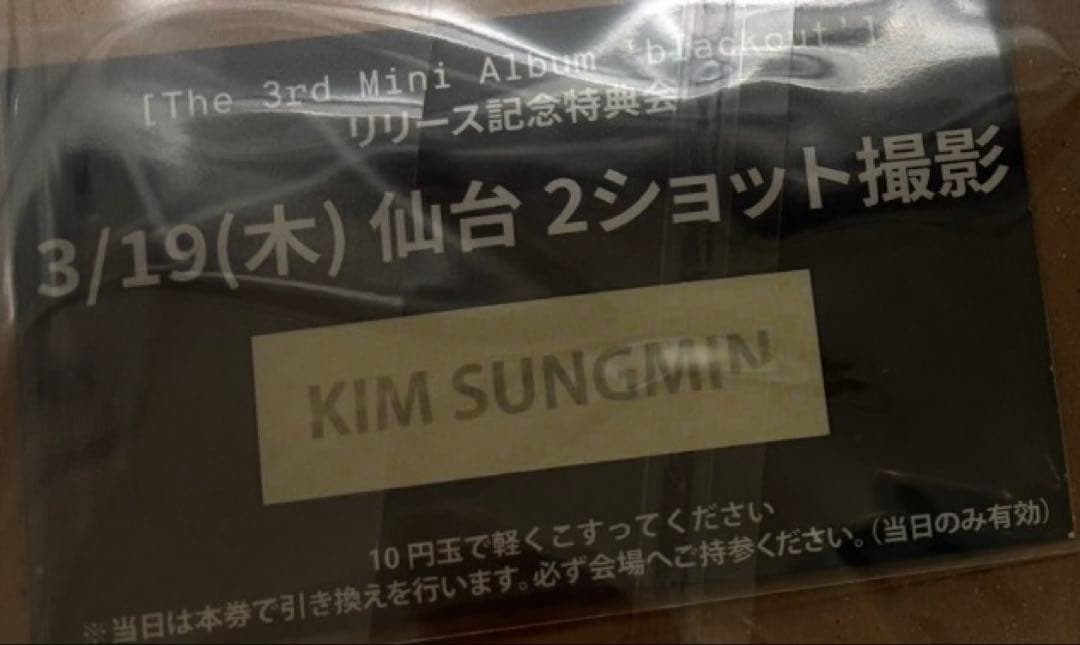 [The 3rd Mini Album 'blackout']
リリース記念特典会
3/19(木) 仙台 2ショット撮影
KIM SUNGMIN
10円玉で軽くこすってください
※当日は本券で引き換えを行います。必ず会場へご持参ください。(当日のみ有効)